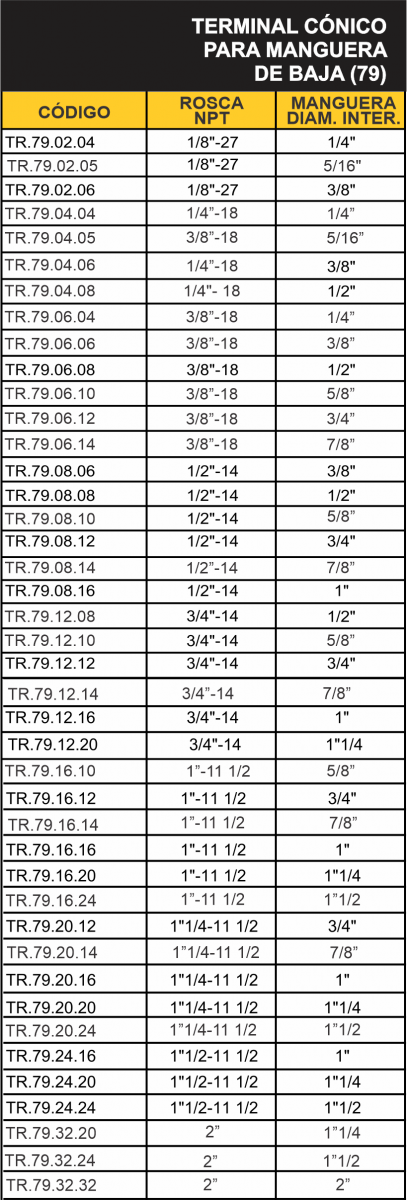 TERMINAL CÓNICO
PARA MANGUERA
DE BAJA (79)
CÓDIGO ROSCA NPT MANGUERA DIAM. INTER.
TR.79.02.04 1/8"-27 1/4"
TR.79.02.05 1/8"-27 5/16"
TR.79.02.06 1/8"-27 3/8"
TR.79.04.04 1/4”-18 1/4”
TR.79.04.05 3/8”-18 5/16”
TR.79.04.06 1/4”-18 3/8"
TR.79.04.08 1/4"- 18 1/2"
TR.79.06.04 3/8”-18 1/4”
TR.79.06.06 3/8”-18 3/8”
TR.79.06.08 3/8"-18 1/2"
TR.79.06.10 3/8”-18 5/8”
TR.79.06.12 3/8”-18 3/4”
TR.79.06.14 3/8”-18 7/8”
TR.79.08.06 1/2"-14 3/8"
TR.79.08.08 1/2"-14 1/2"
TR.79.08.10 1/2"-14 5/8”
TR.79.08.12 1/2"-14 3/4"
TR.79.08.14 1/2”-14 7/8”
TR.79.08.16 1/2"-14 1"
TR.79.12.08 3/4"-14 1/2"
TR.79.12.10 3/4"-14 5/8”
TR.79.12.12 3/4"-14 3/4"
TR.79.12.14 3/4”-14 7/8”
TR.79.12.16 3/4"-14 1"
TR.79.12.20 3/4"-14 1"1/4
TR.79.16.10 1”-11 1/2 5/8”
TR.79.16.12 1"-11 1/2 3/4"
TR.79.16.14 1”-11 1/2 7/8”
TR.79.16.16 1"-11 1/2 1"
TR.79.16.20 1"-11 1/2 1"1/4
TR.79.16.24 1”-11 1/2 1”1/2
TR.79.20.12 1"1/4-11 1/2 3/4"
TR.79.20.14 1”1/4-11 1/2 7/8”
TR.79.20.16 1"1/4-11 1/2 1"
TR.79.20.20 1"1/4-11 1/2 1"1/4
TR.79.20.24 1”1/4-11 1/2 1”1/2
TR.79.24.16 1"1/2-11 1/2 1"
TR.79.24.20 1"1/2-11 1/2 1"1/4
TR.79.24.24 1"1/2-11 1/2 1"1/2
TR.79.32.20 2” 1”1/4
TR.79.32.24 2” 1”1/2
TR.79.32.32 2” 2”